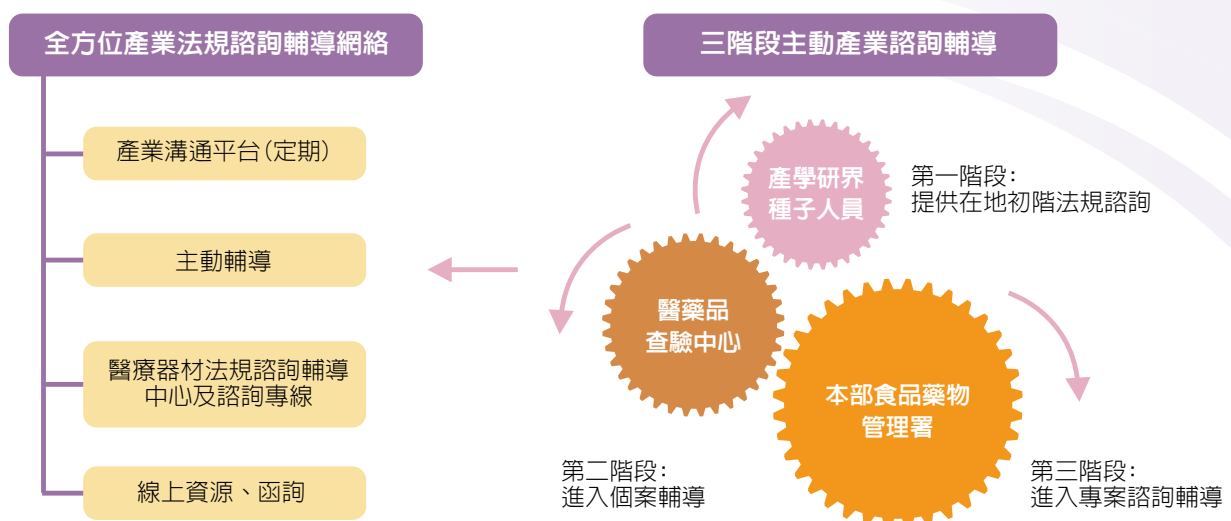 全方位產業法規諮詢輔導網絡
產業溝通平台(定期)
主動輔導
醫療器材法規諮詢輔導
中心及諮詢專線
線上資源、函詢
三階段主動產業諮詢輔導
產學研界
種子人員
第一階段:
提供在地初階法規諮詢
醫藥品
查驗中心
第二階段:
進入個案輔導
本部食品藥物
管理署
第三階段:
進入專案諮詢輔導